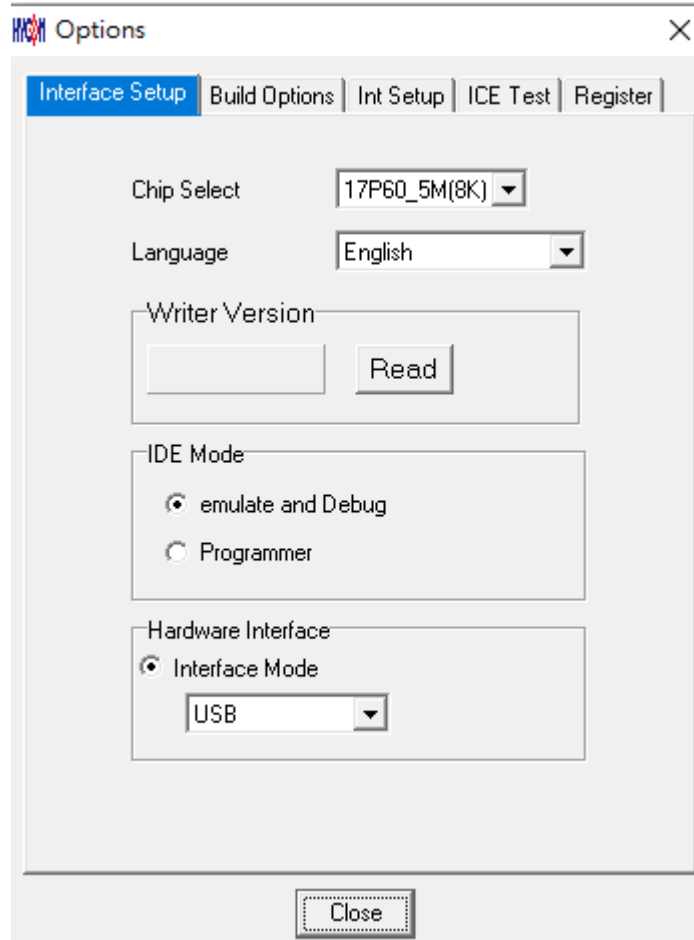 HYCON Options
Interface Setup Build Options Int Setup ICE Test Register
Chip Select 17P60_5M(8K)
Language English
Writer Version
Read
IDE Mode
emulate and Debug
Programmer
Hardware Interface
Interface Mode
USB
Close